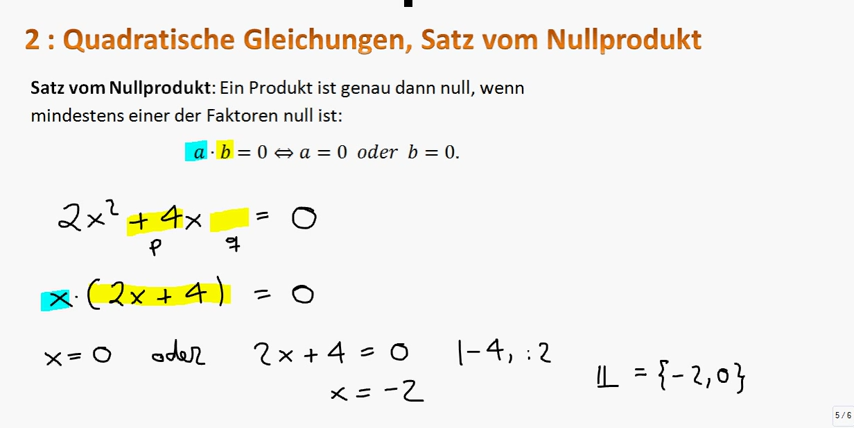 2 : Quadratische Gleichungen, Satz vom Nullprodukt
Satz vom Nullprodukt: Ein Produkt ist genau dann null, wenn
mindestens einer der Faktoren null ist:
a · b = 0 ⇔ a = 0 oder b = 0.
2x² + 4x = 0
p q
x · (2x + 4) = 0
x = 0 oder 2x + 4 = 0 |-4, :2
x = -2
𝕃 = {-2, 0}
5 / 6